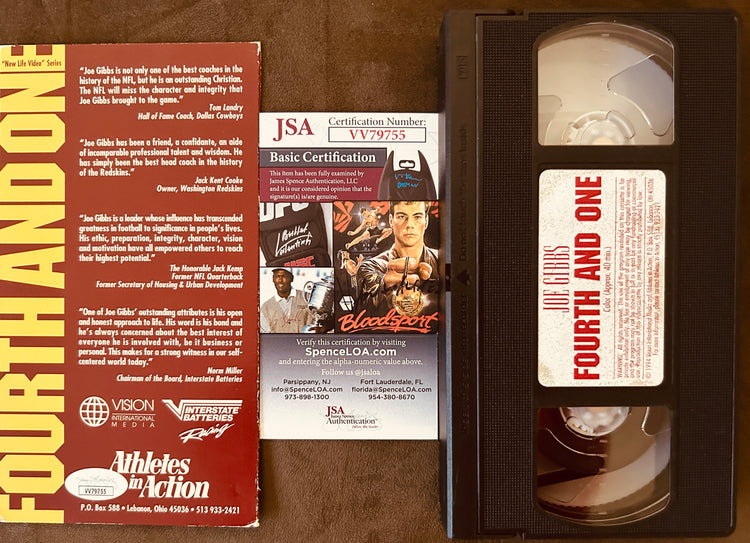 "New Life Video" Series
FOURTH AND ONE
"Joe Gibbs is not only one of the best coaches in the
history of the NFL, but he is an outstanding Christian.
The NFL will miss the character and integrity that
Joe Gibbs brought to the game."
Tom Landry
Hall of Fame Coach, Dallas Cowboys
"Joe Gibbs has been a friend, a confidante, an aide
of incomparable professional talent and wisdom. He
has simply been the best head coach in the history
of the Redskins."
Jack Kent Cooke
Owner, Washington Redskins
"Joe Gibbs is a leader whose influence has transcended
greatness in football to significance in people's lives.
His ethic, preparation, integrity, character, vision
and motivation have all empowered others to reach
their highest potential."
The Honorable Jack Kemp
Former NFL Quarterback
Former Secretary of Housing & Urban Development
"One of Joe Gibbs' outstanding attributes is his open
and honest approach to life. His word is his bond and
he's always concerned about the best interest of
everyone he is involved with, be it business or
personal. This makes for a strong witness in our self-
centered world today."
Norm Miller
Chairman of the Board, Interstate Batteries
VISION
INTERNATIONAL
MEDIA
INTERSTATE
BATTERIES
Racing
Athletes
in Action
VV79755
P.O. Box 588 • Lebanon, Ohio 45036 • 513 933-2421
JSA
Certification Number:
VV79755
Basic Certification
This item has been fully examined by
James Spence Authentication, LLC
and it is our considered opinion that the
signature(s) is/are genuine.
UFC
Bloodsport
Verify this certification by visiting
SpenceLOA.com
and entering the alpha-numeric value above.
Follow us @jsaloa
Parsippany, NJ
info@SpenceLOA.com
973-898-1300
Fort Lauderdale, FL
florida@SpenceLOA.com
954-380-8670
JSA
James Spence
Authentication
JOE GIBBS
FOURTH AND ONE
Color (Approx. 40 min.)